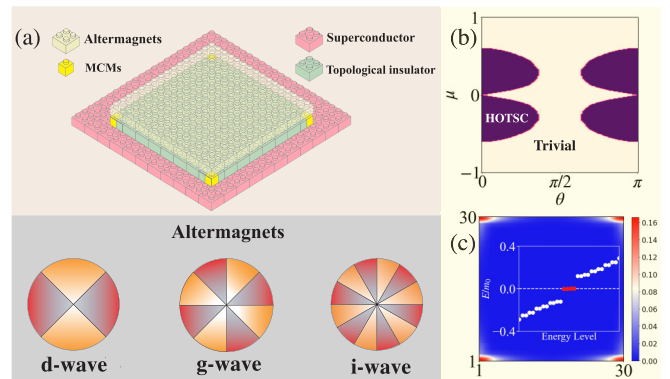 (a)
Altermagnets
MCMs
Superconductor
Topological insulator
Altermagnets
d-wave
g-wave
i-wave
(b)
1
μ
0
-1
HOTSC
Trivial
0
π/2
π
θ
(c)
30
1
1
30
E/m₀
0.4
0.0
−0.4
Energy Level
0.16
0.14
0.12
0.10
0.08
0.06
0.04
0.02
0.00